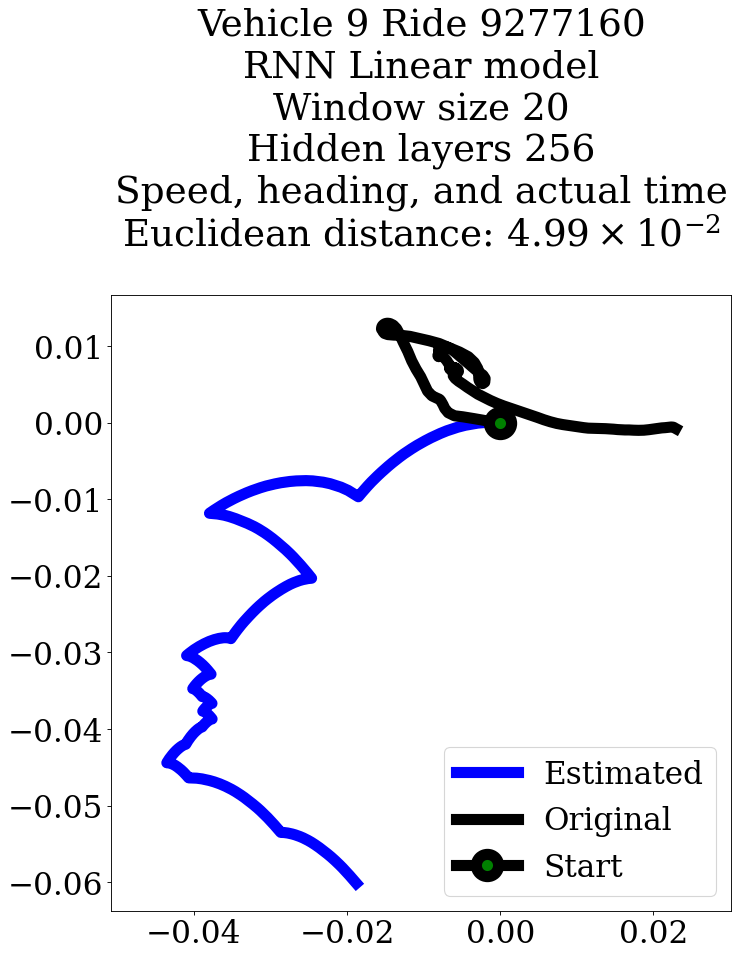 Vehicle 9 Ride 9277160
RNN Linear model
Window size 20
Hidden layers 256
Speed, heading, and actual time
Euclidean distance: 4.99 × 10⁻²
0.01
0.00
−0.01
−0.02
−0.03
−0.04
−0.05
−0.06
Estimated
Original
Start
−0.04 −0.02 0.00 0.02